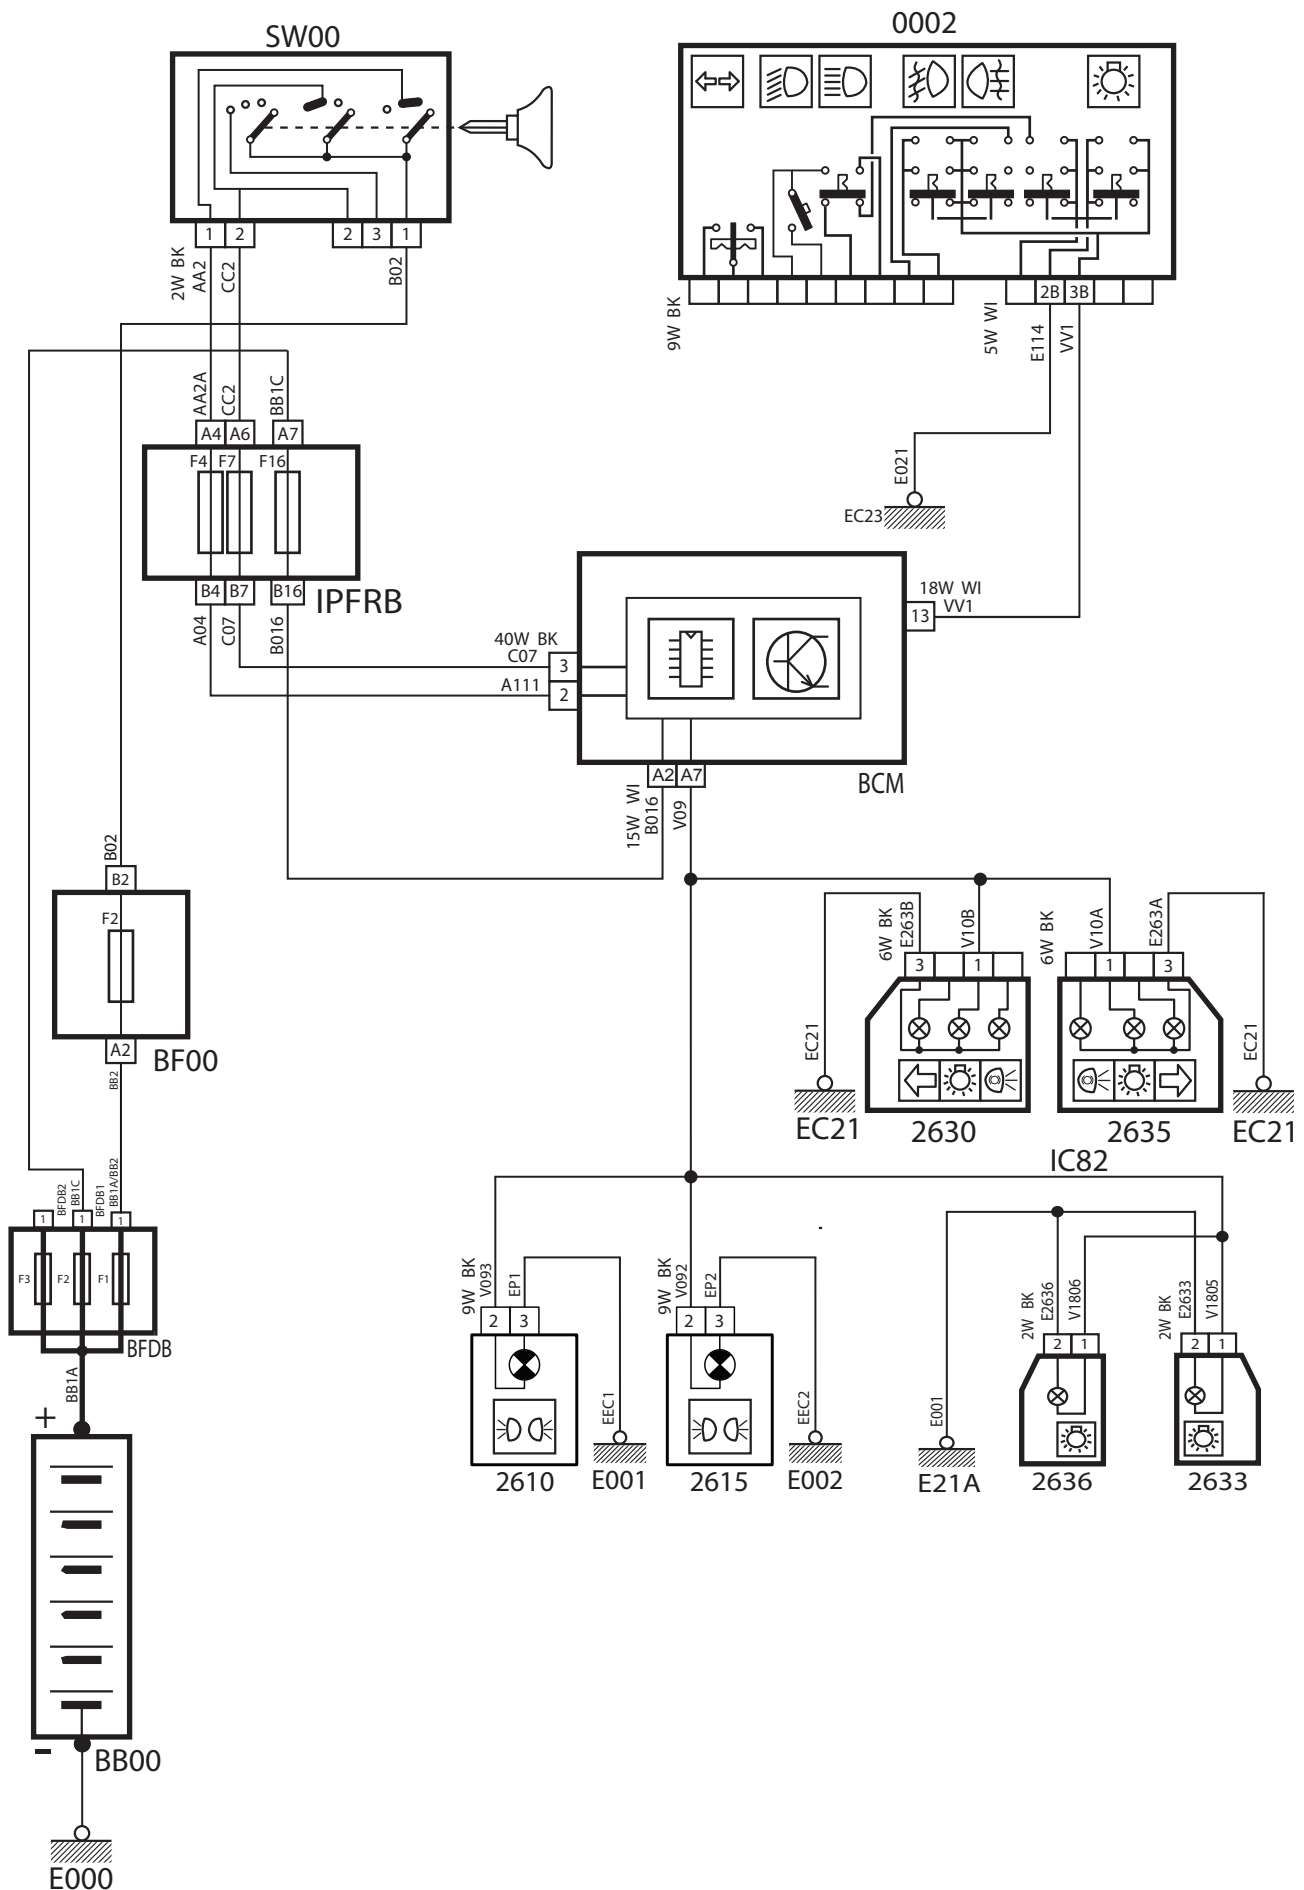 SW00
0002
1 2 2 3 1
2W BK
AA2
CC2
B02
9W BK
2B 3B
5W WI
E114
VV1
AA2A
CC2
BB1C
A4 A6 A7
F4 F7 F16
B4 B7 B16
IPFRB
A04
C07
B016
E021
EC23
18W WI
VV1
13
40W BK
C07
3
A111
2
A2 A7
BCM
15W WI
B016
V09
B02
B2
F2
A2
BF00
BB2
6W BK
E263B
V10B
6W BK
V10A
E263A
3 1 1 3
EC21
EC21
EC21 2630 2635 EC21
IC82
BFDB2
BB1C
BFDB1
BB1A/BB2
1 1 1
F3 F2 F1
BFDB
BB1A
9W BK
V093
EP1
9W BK
V092
EP2
2 3 2 3
2W BK
E2636
V1806
2W BK
E2633
V1805
2 1 2 1
EEC1
EEC2
E001
2610 E001 2615 E002 E21A 2636 2633
+
-
BB00
E000